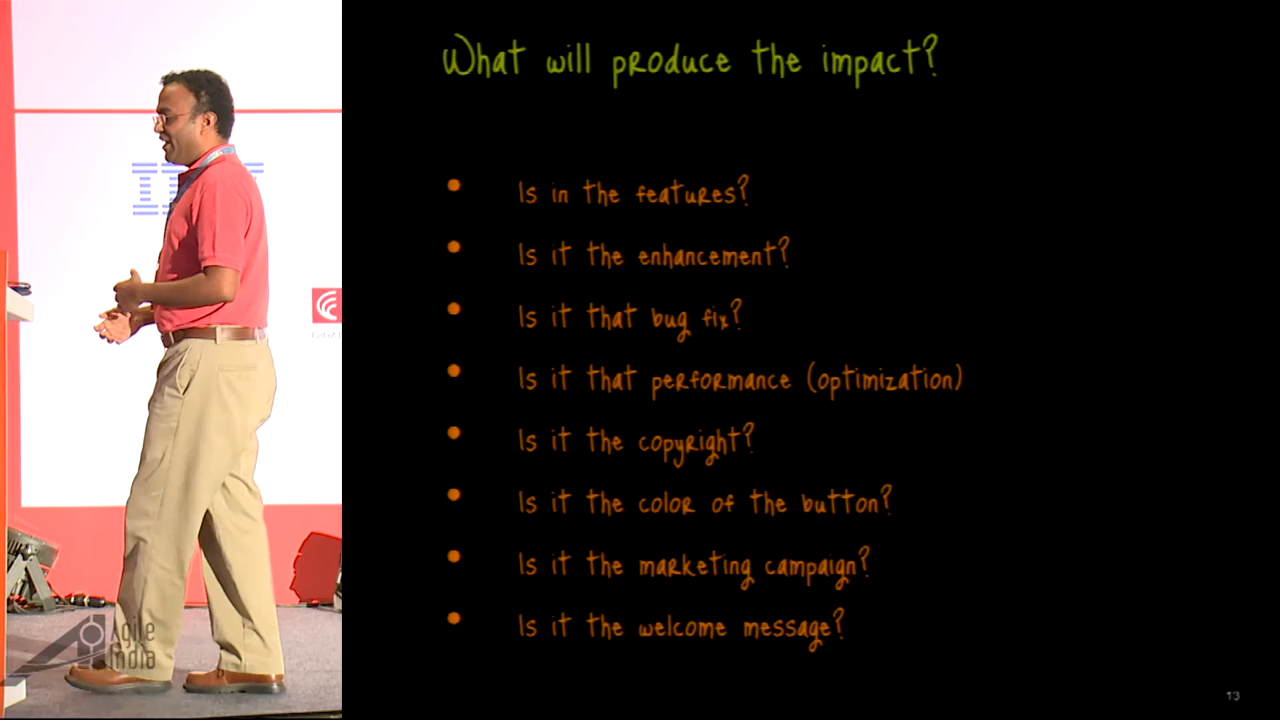 What will produce the impact?
Is in the features?
Is it the enhancement?
Is it that bug fix?
Is it that performance (optimization)
Is it the copyright?
Is it the color of the button?
Is it the marketing campaign?
Is it the welcome message?
Agile
India
13